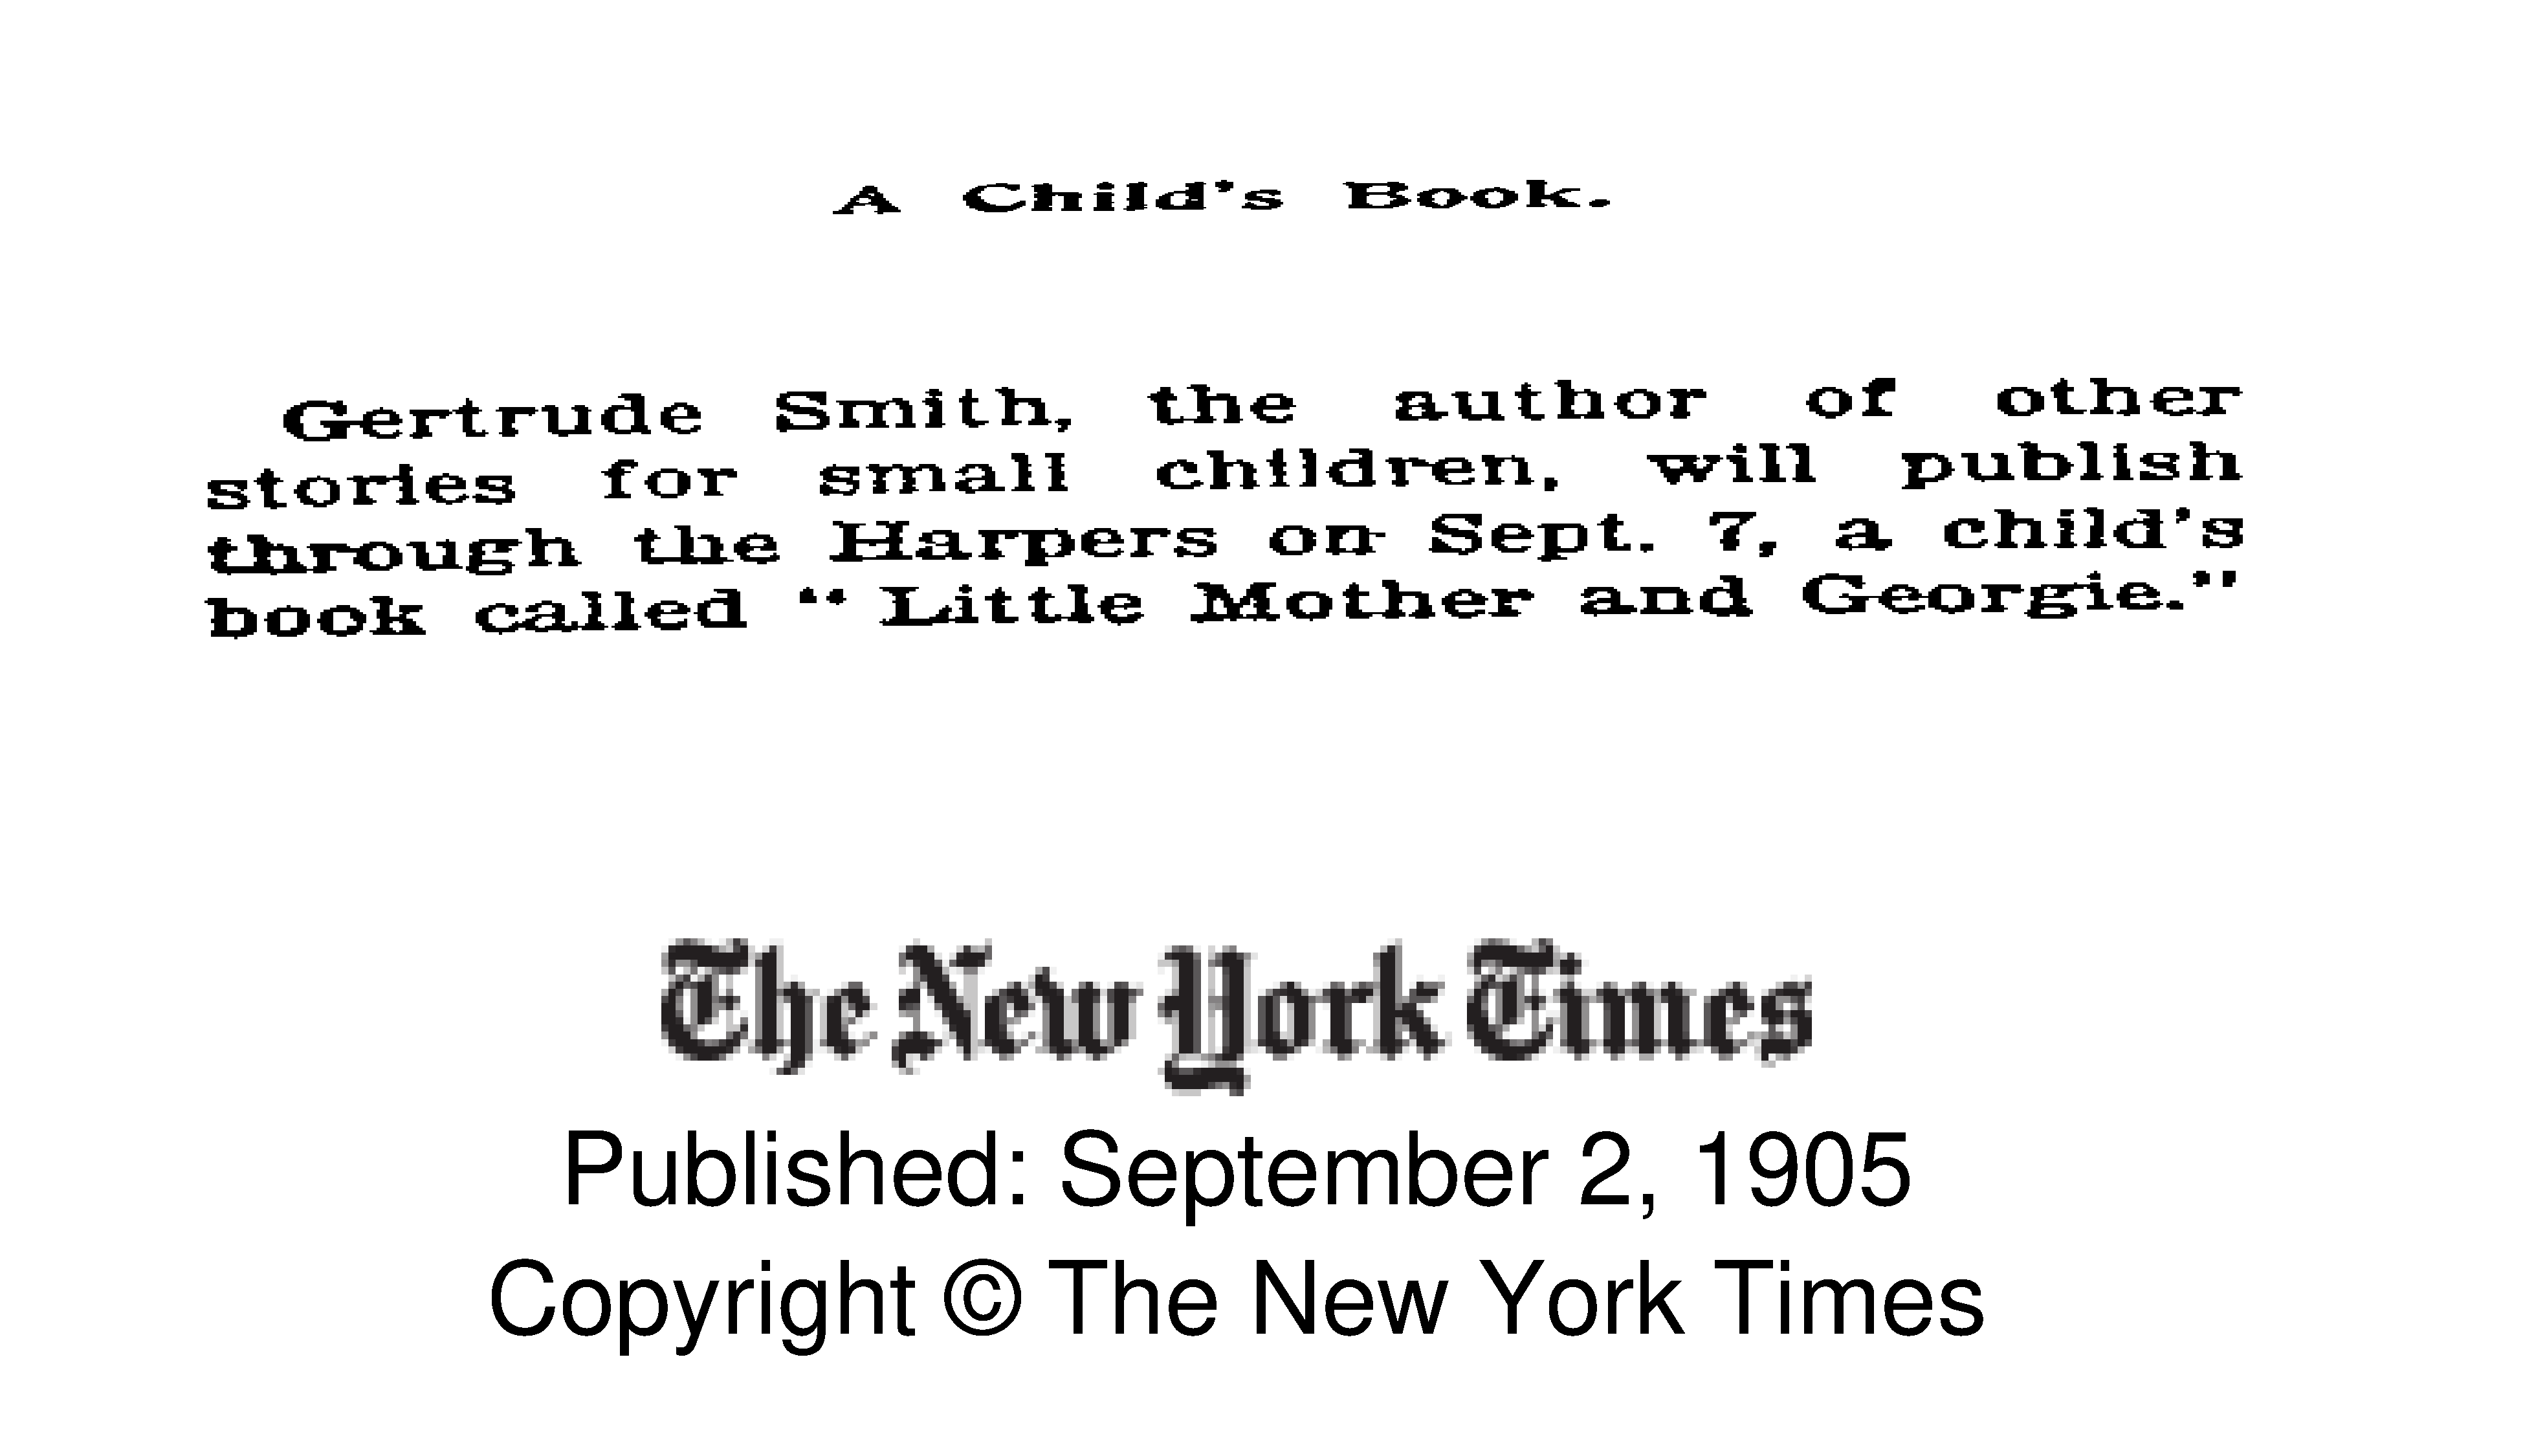 A Child's Book.
Gertrude Smith, the author of other
stories for small children, will publish
through the Harpers on Sept. 7, a child's
book called " Little Mother and Georgie."
The New York Times
Published: September 2, 1905
Copyright © The New York Times